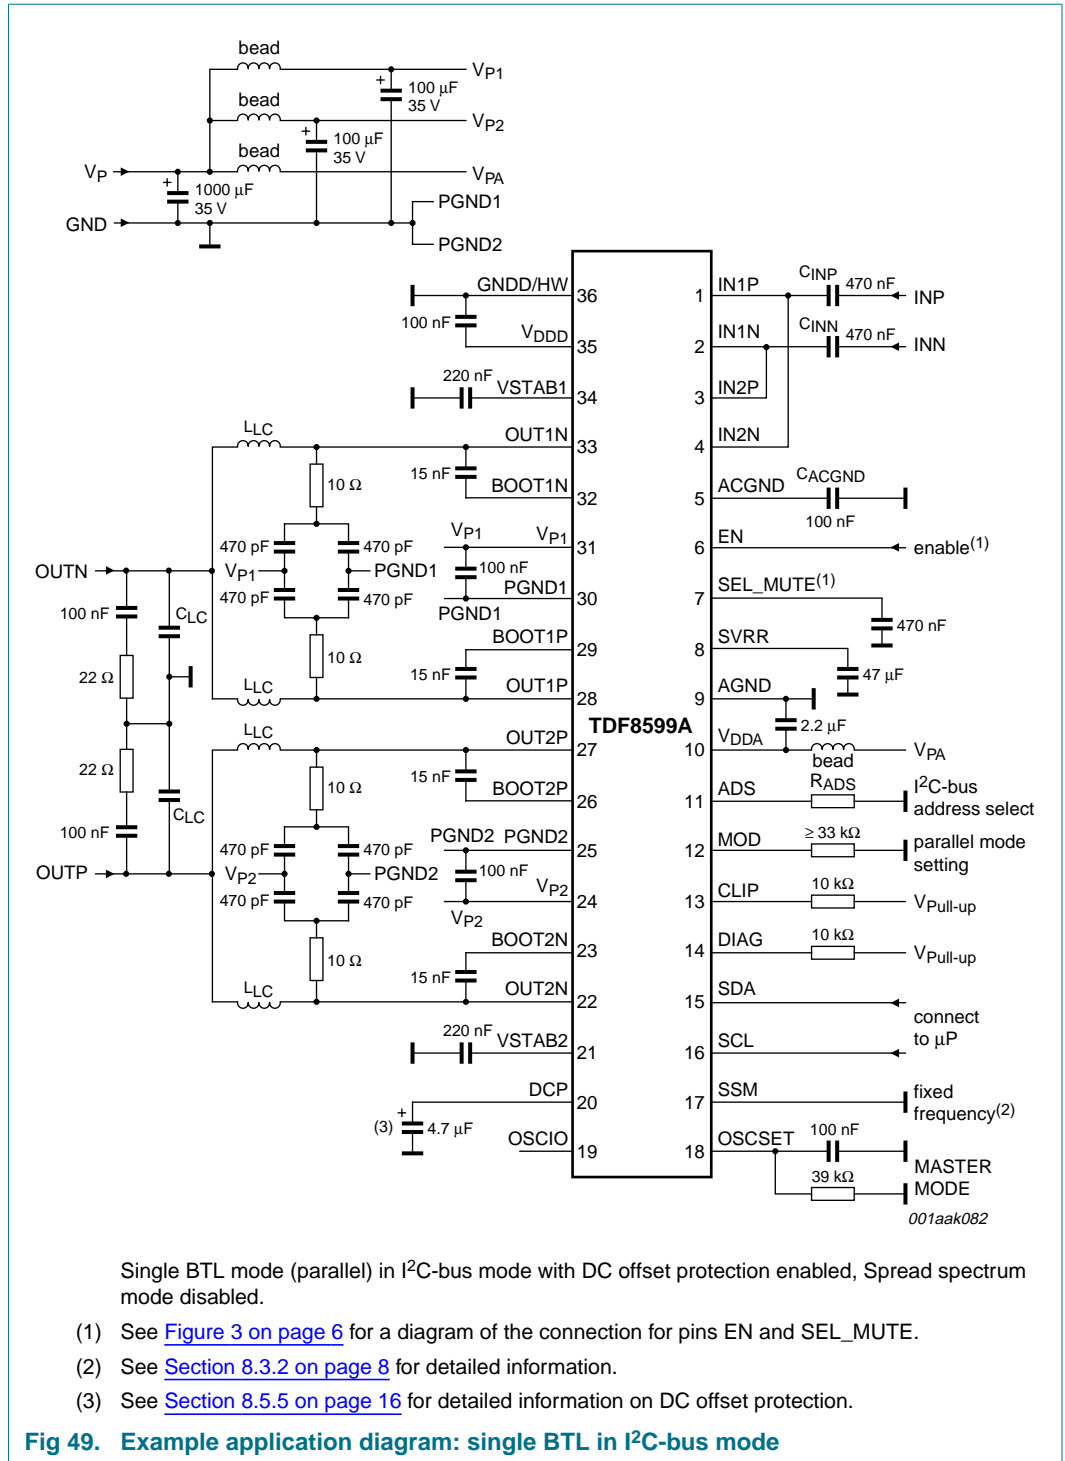 bead
VP1
100 μF
35 V
bead
VP2
100 μF
35 V
bead
VP
VPA
1000 μF
35 V
PGND1
GND
PGND2
GNDD/HW
36
100 nF
VDDD
35
220 nF
VSTAB1
34
LLC
OUT1N
33
10 Ω
15 nF
BOOT1N
32
470 pF
470 pF
VP1
VP1
31
OUTN
VP1
PGND1
100 nF
470 pF
470 pF
PGND1
30
PGND1
100 nF
CLC
BOOT1P
29
10 Ω
15 nF
22 Ω
LLC
OUT1P
28
TDF8599A
LLC
OUT2P
27
22 Ω
10 Ω
15 nF
BOOT2P
26
CLC
100 nF
PGND2
PGND2
25
470 pF
470 pF
OUTP
VP2
PGND2
100 nF
470 pF
470 pF
VP2
24
VP2
BOOT2N
23
10 Ω
15 nF
LLC
OUT2N
22
220 nF
VSTAB2
21
DCP
20
(3)
+
4.7 μF
OSCIO
19
1
IN1P
CINP
470 nF
INP
2
IN1N
CINN
470 nF
INN
3
IN2P
4
IN2N
5
ACGND
CACGND
100 nF
6
EN
enable(1)
7
SEL_MUTE(1)
470 nF
8
SVRR
47 μF
9
AGND
2.2 μF
10
VDDA
bead
VPA
11
ADS
RADS
I2C-bus
address select
12
MOD
≥ 33 kΩ
parallel mode
setting
13
CLIP
10 kΩ
VPull-up
14
DIAG
10 kΩ
VPull-up
15
SDA
connect
to μP
16
SCL
17
SSM
fixed
frequency(2)
18
OSCSET
100 nF
39 kΩ
MASTER
MODE
001aak082
Single BTL mode (parallel) in I2C-bus mode with DC offset protection enabled, Spread spectrum
mode disabled.
(1) See Figure 3 on page 6 for a diagram of the connection for pins EN and SEL_MUTE.
(2) See Section 8.3.2 on page 8 for detailed information.
(3) See Section 8.5.5 on page 16 for detailed information on DC offset protection.
Fig 49. Example application diagram: single BTL in I2C-bus mode